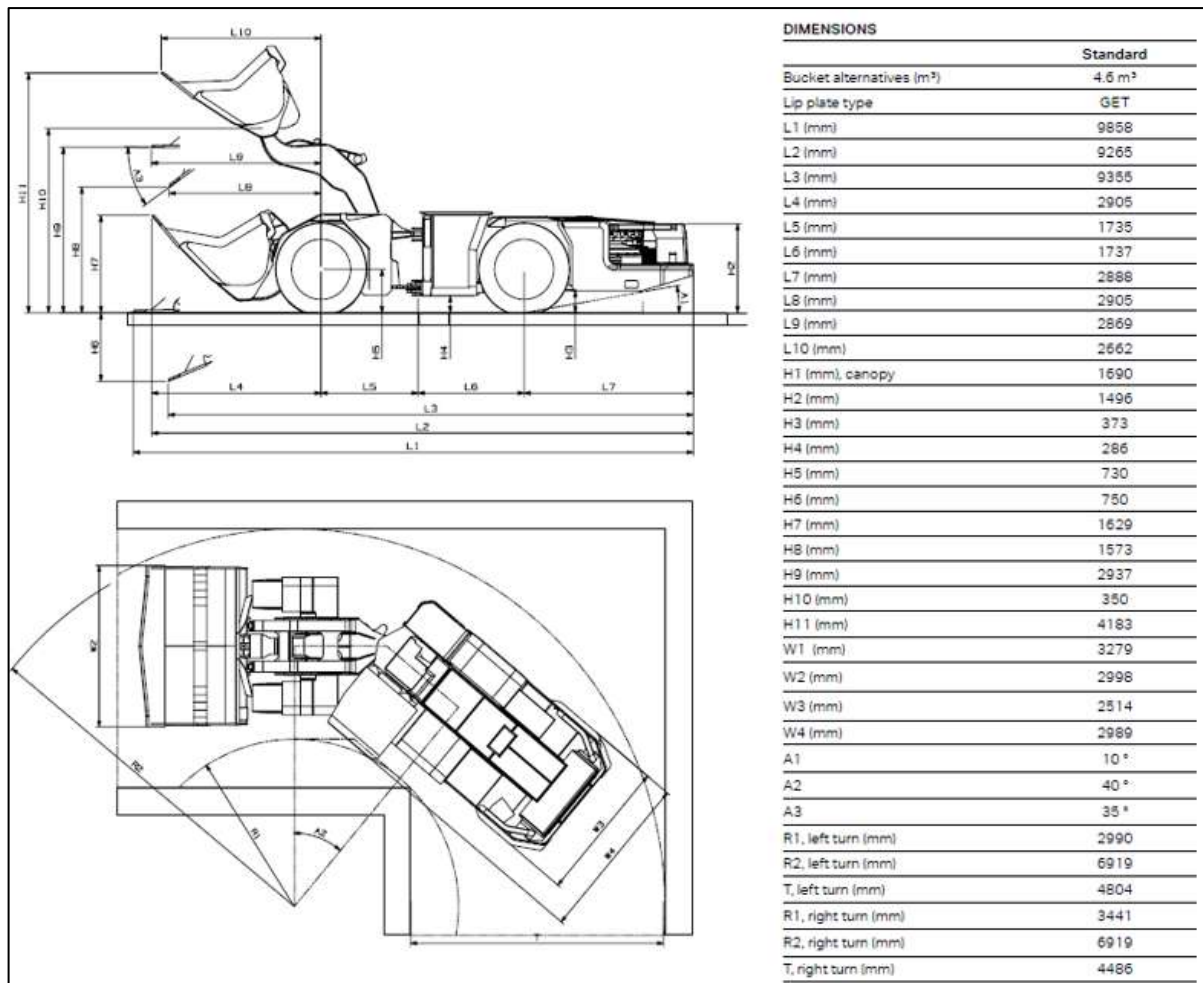 L10
H11
H10
H9
A3
L9
H8
L8
H7
H2
A1
H6
H5
H4
H3
L4
L5
L6
L7
L3
L2
L1
W2
R2
R1
A2
W3
W4
T
DIMENSIONS
Standard
Bucket alternatives (m³) 4.6 m³
Lip plate type GET
L1 (mm) 9858
L2 (mm) 9265
L3 (mm) 9355
L4 (mm) 2905
L5 (mm) 1735
L6 (mm) 1737
L7 (mm) 2888
L8 (mm) 2905
L9 (mm) 2869
L10 (mm) 2662
H1 (mm), canopy 1690
H2 (mm) 1496
H3 (mm) 373
H4 (mm) 286
H5 (mm) 730
H6 (mm) 750
H7 (mm) 1629
H8 (mm) 1573
H9 (mm) 2937
H10 (mm) 350
H11 (mm) 4183
W1 (mm) 3279
W2 (mm) 2998
W3 (mm) 2514
W4 (mm) 2989
A1 10 °
A2 40 °
A3 35 °
R1, left turn (mm) 2990
R2, left turn (mm) 6919
T, left turn (mm) 4804
R1, right turn (mm) 3441
R2, right turn (mm) 6919
T, right turn (mm) 4486